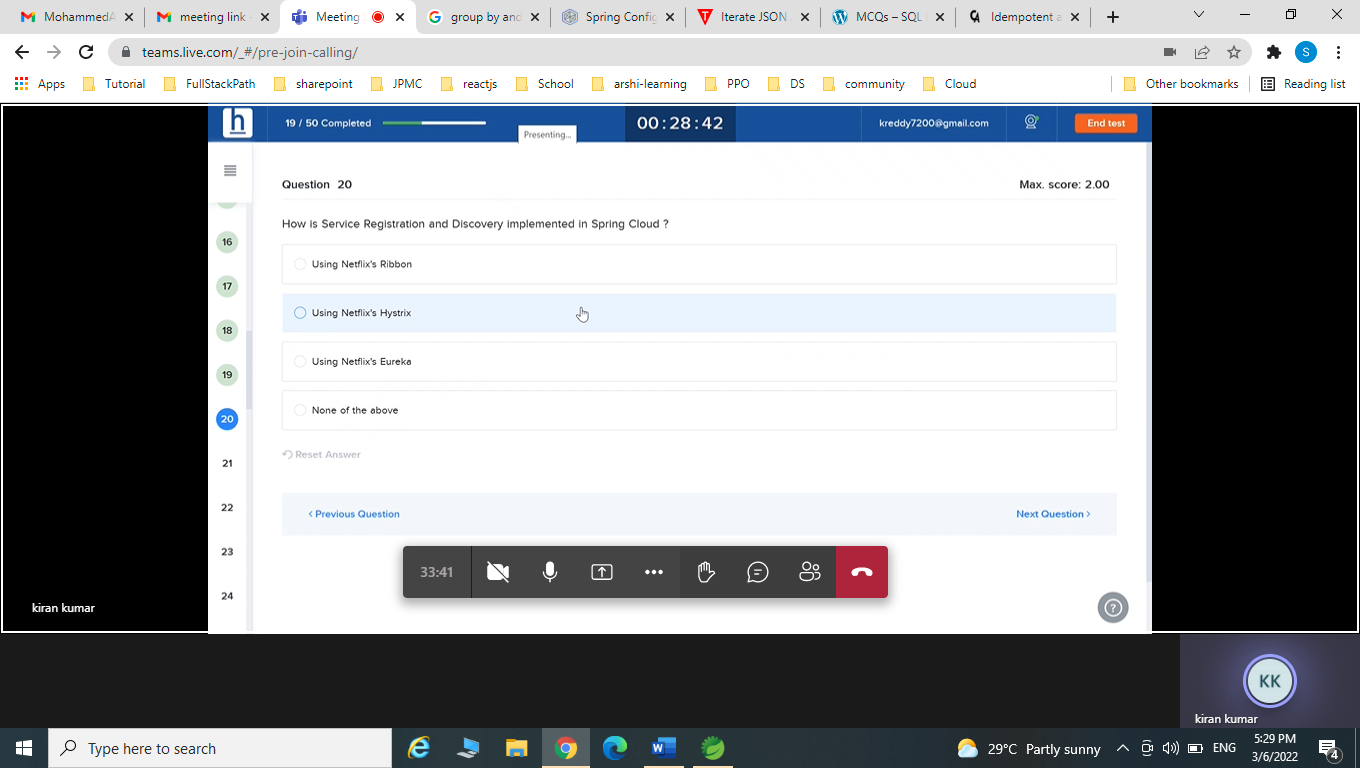 MohammedA
meeting link -
Meeting
group by and
Spring Config
Iterate JSON
MCQs – SQL
Idempotent a
teams.live.com/_#/pre-join-calling/
S
Apps
Tutorial
FullStackPath
sharepoint
JPMC
reactjs
School
arshi-learning
PPO
DS
community
Cloud
Other bookmarks
Reading list
h
19 / 50 Completed
Presenting...
00:28:42
kreddy7200@gmail.com
End test
Question 20
Max. score: 2.00
How is Service Registration and Discovery implemented in Spring Cloud ?
16
Using Netflix's Ribbon
17
Using Netflix's Hystrix
18
Using Netflix's Eureka
19
None of the above
20
Reset Answer
21
22
< Previous Question
Next Question >
23
33:41
24
kiran kumar
?
KK
kiran kumar
Type here to search
29°C Partly sunny
ENG
5:29 PM
3/6/2022
4